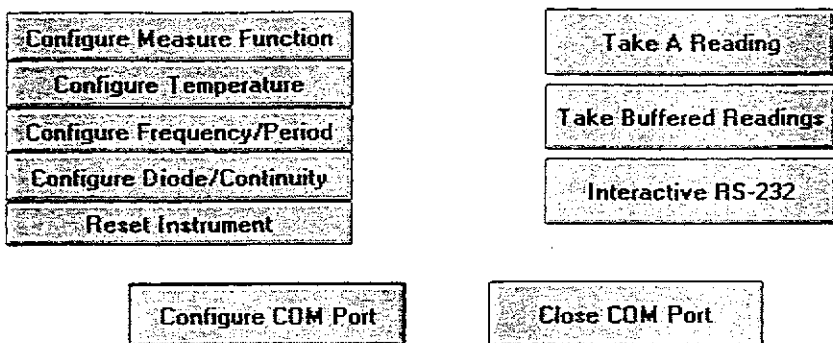 Configure Measure Function
Configure Temperature
Configure Frequency/Period
Configure Diode/Continuity
Reset Instrument
Take A Reading
Take Buffered Readings
Interactive RS-232
Configure COM Port
Close COM Port